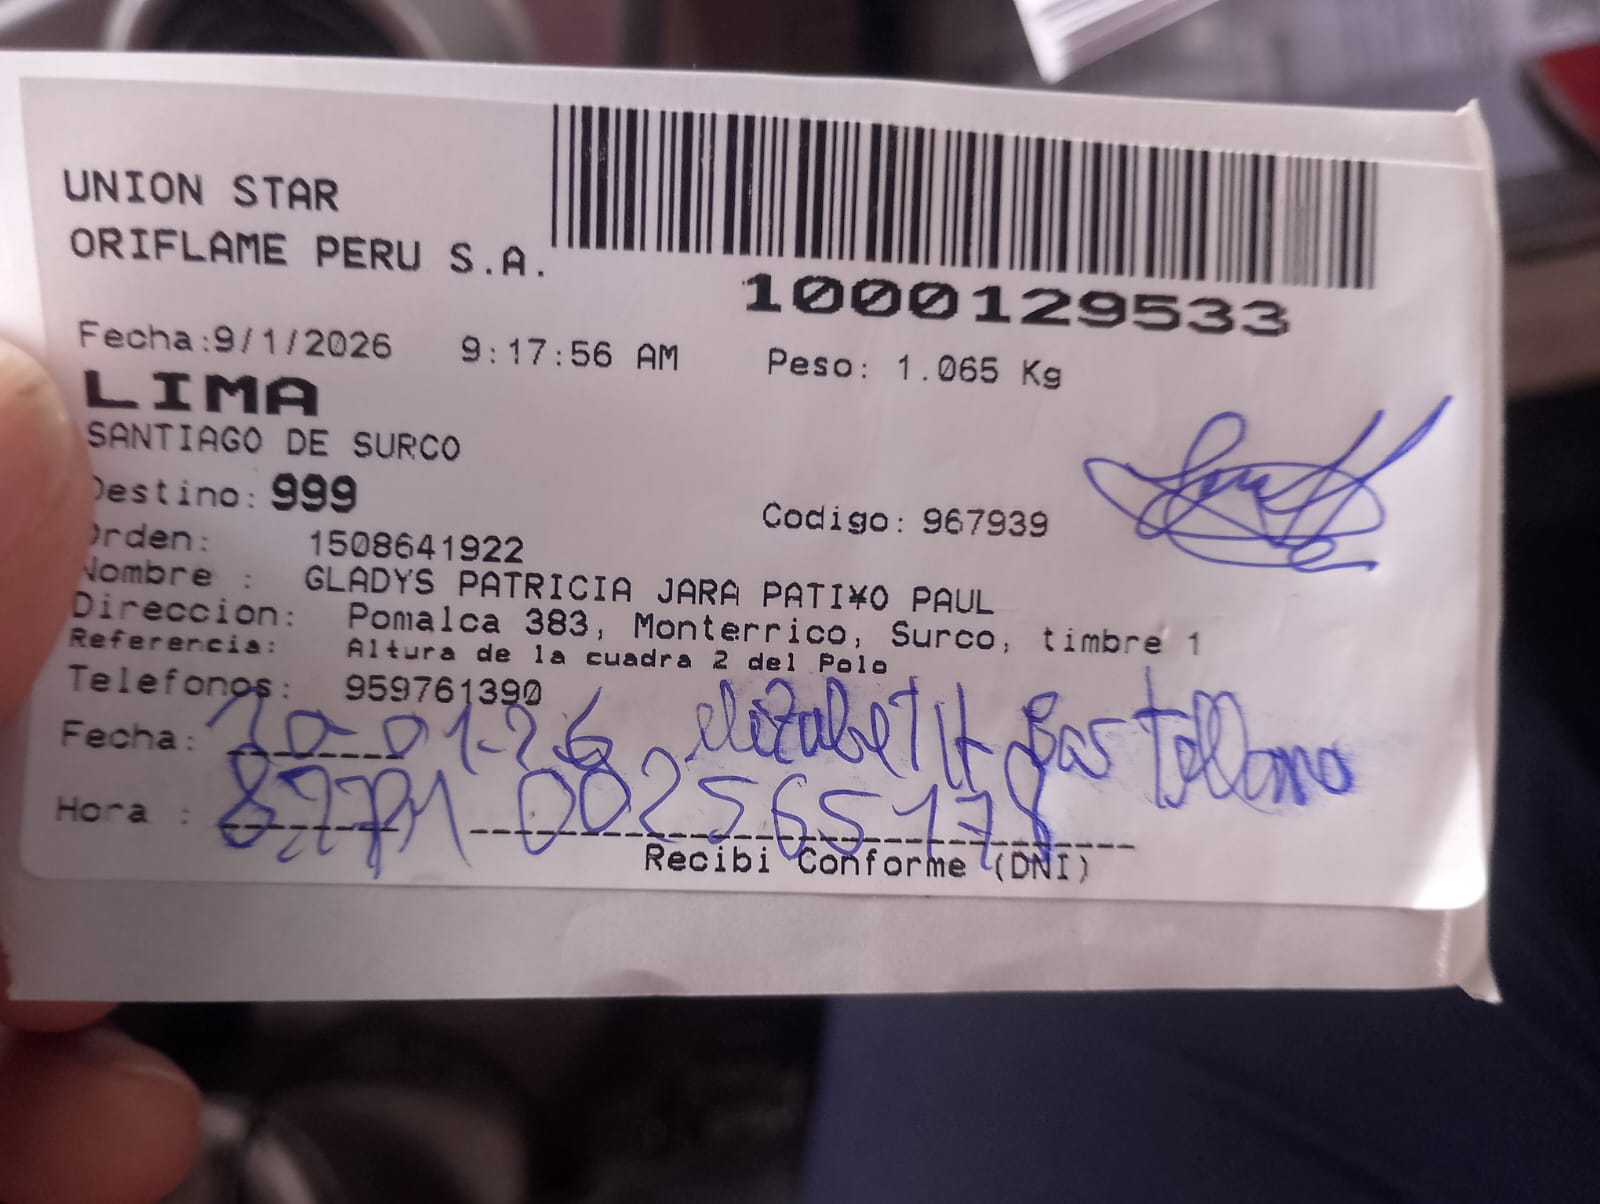 UNION STAR
ORIFLAME PERU S.A.
1000129533
Fecha:9/1/2026 9:17:56 AM Peso: 1.065 Kg
LIMA
SANTIAGO DE SURCO
Destino: 999
Codigo: 967939
Orden: 1508641922
Nombre : GLADYS PATRICIA JARA PATI¥O PAUL
Direccion: Pomalca 383, Monterrico, Surco, timbre 1
Referencia: Altura de la cuadra 2 del Polo
Telefonos: 959761390
Fecha: 10-01-26 elizabeTH
Hora : 002565178
Recibi Conforme (DNI)